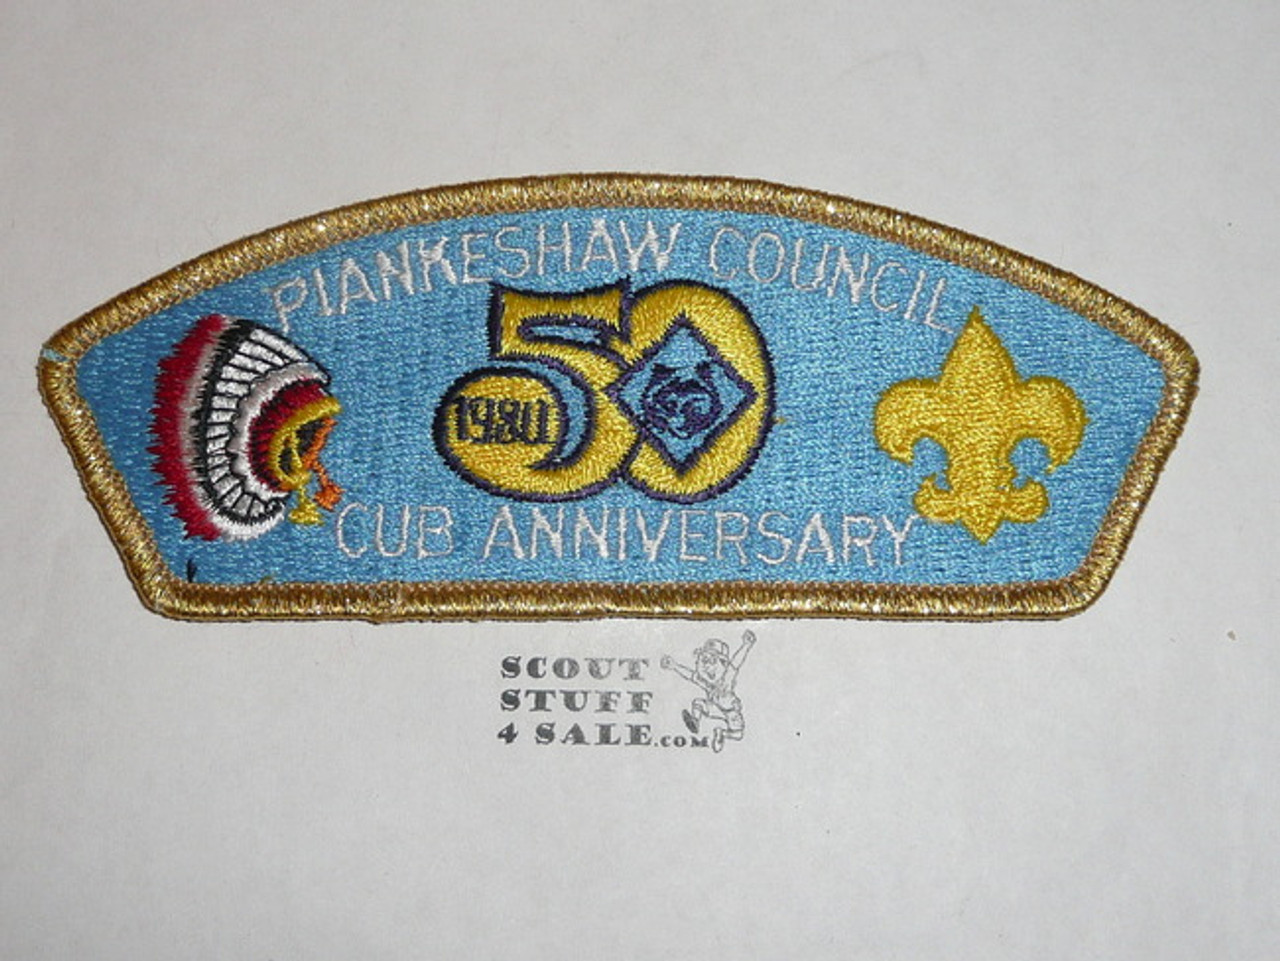 PIANKESHAW COUNCIL
50
1980
CUB ANNIVERSARY
SCOUT
STUFF
4 SALE.COM